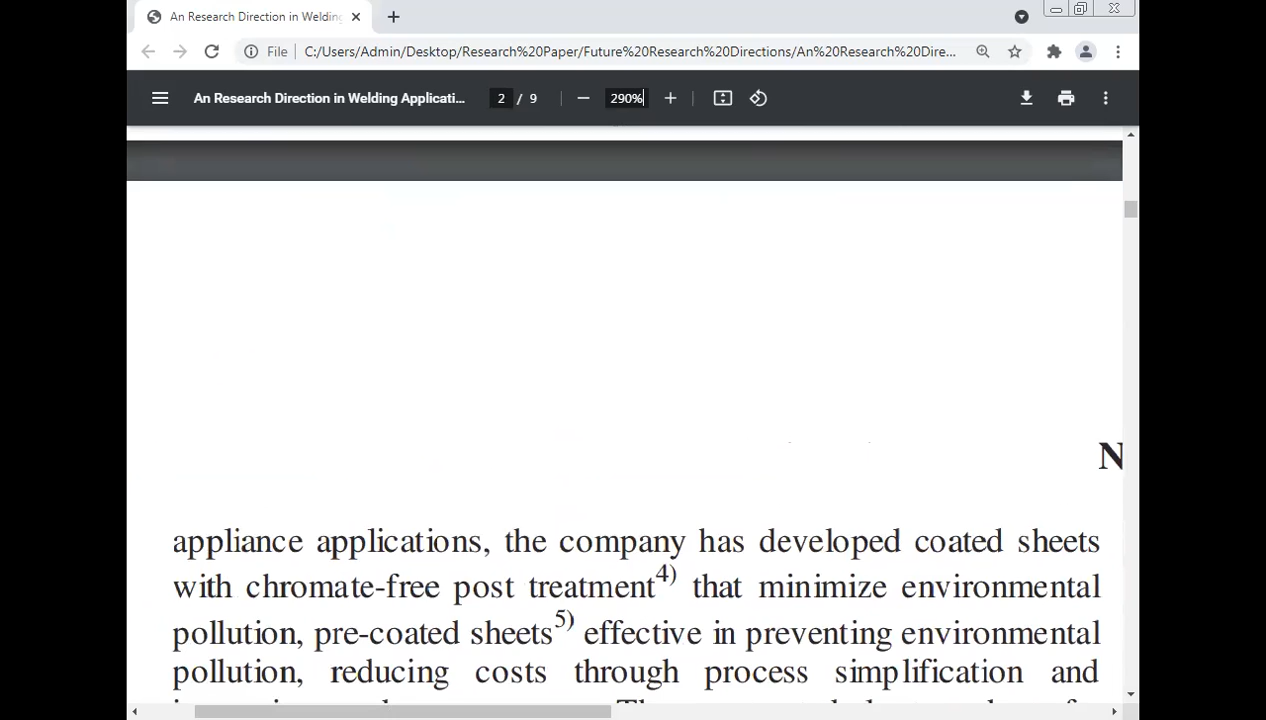 An Research Direction in Welding
File C:/Users/Admin/Desktop/Research%20Paper/Future%20Research%20Directions/An%20Research%20Dire...
An Research Direction in Welding Applicati... 2 / 9 290%
N
appliance applications, the company has developed coated sheets
with chromate-free post treatment4) that minimize environmental
pollution, pre-coated sheets5) effective in preventing environmental
pollution, reducing costs through process simplification and